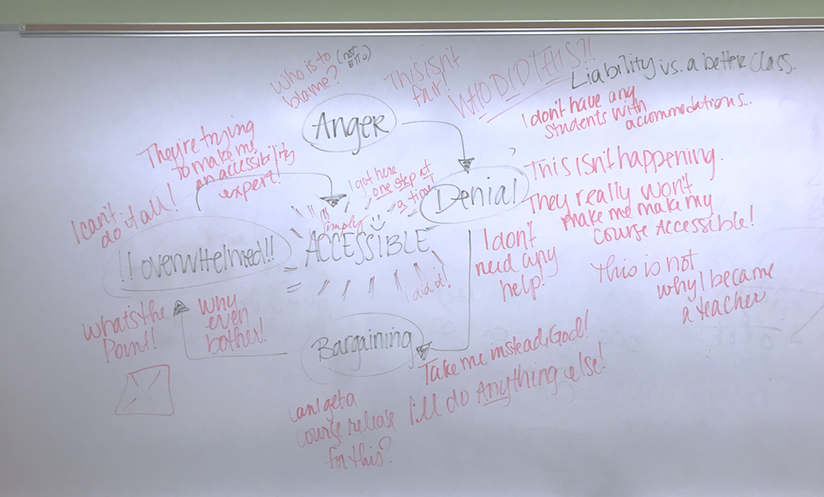 Who is to
blame?
(not
BITs)
Anger
This isn't
fair!
WHO DID THIS?!
Liability vs. a better class.
I don't have any
students with
accommodations...
They're trying
to make me
an accessibility
expert!
I can't
do it all!
!!overwhelmed!!
What's the
Point!
Why
even
bother!
I got here
one step at
a time!
simply
ACCESSIBLE
I did it!
Denial
This isn't happening.
They really won't
make me make my
course Accessible!
I don't
need any
help!
This is not
why I became
a teacher
Bargaining
Take me instead, God!
I'll do anything else!
Can I get a
course release
for this?